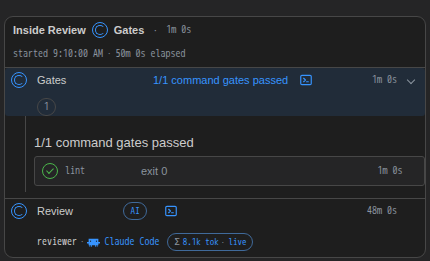 Inside Review Gates · 1m 0s
started 9:10:00 AM · 50m 0s elapsed
Gates 1/1 command gates passed 1m 0s
1
1/1 command gates passed
lint exit 0 1m 0s
Review AI 48m 0s
reviewer · Claude Code Σ 8.1k tok · live